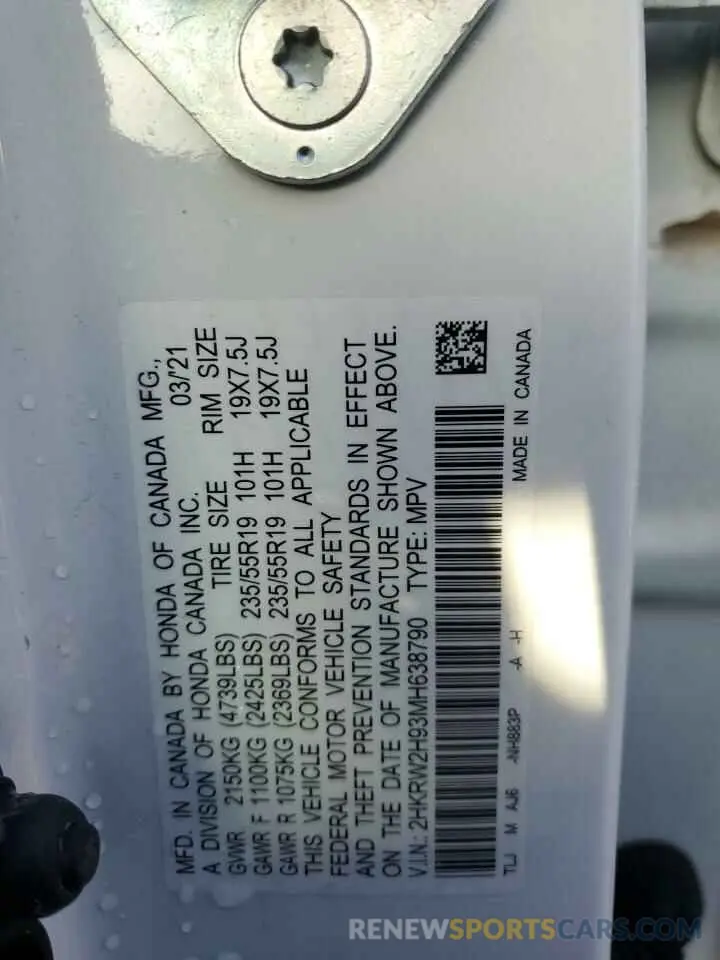 MFD. IN CANADA BY HONDA OF CANADA MFG.,
A DIVISION OF HONDA CANADA INC. 03/'21
GVWR 2150KG (4739LBS) TIRE SIZE RIM SIZE
GAWR F 1100KG (2425LBS) 235/55R19 101H 19X7.5J
GAWR R 1075KG (2369LBS) 235/55R19 101H 19X7.5J
THIS VEHICLE CONFORMS TO ALL APPLICABLE
FEDERAL MOTOR VEHICLE SAFETY
AND THEFT PREVENTION STANDARDS IN EFFECT
ON THE DATE OF MANUFACTURE SHOWN ABOVE.
V.I.N.: 2HKRW2H93MH638790 TYPE: MPV
TLJ M AJ6 -NH883P -A -H MADE IN CANADA
RENEWSPORTSCARS.COM